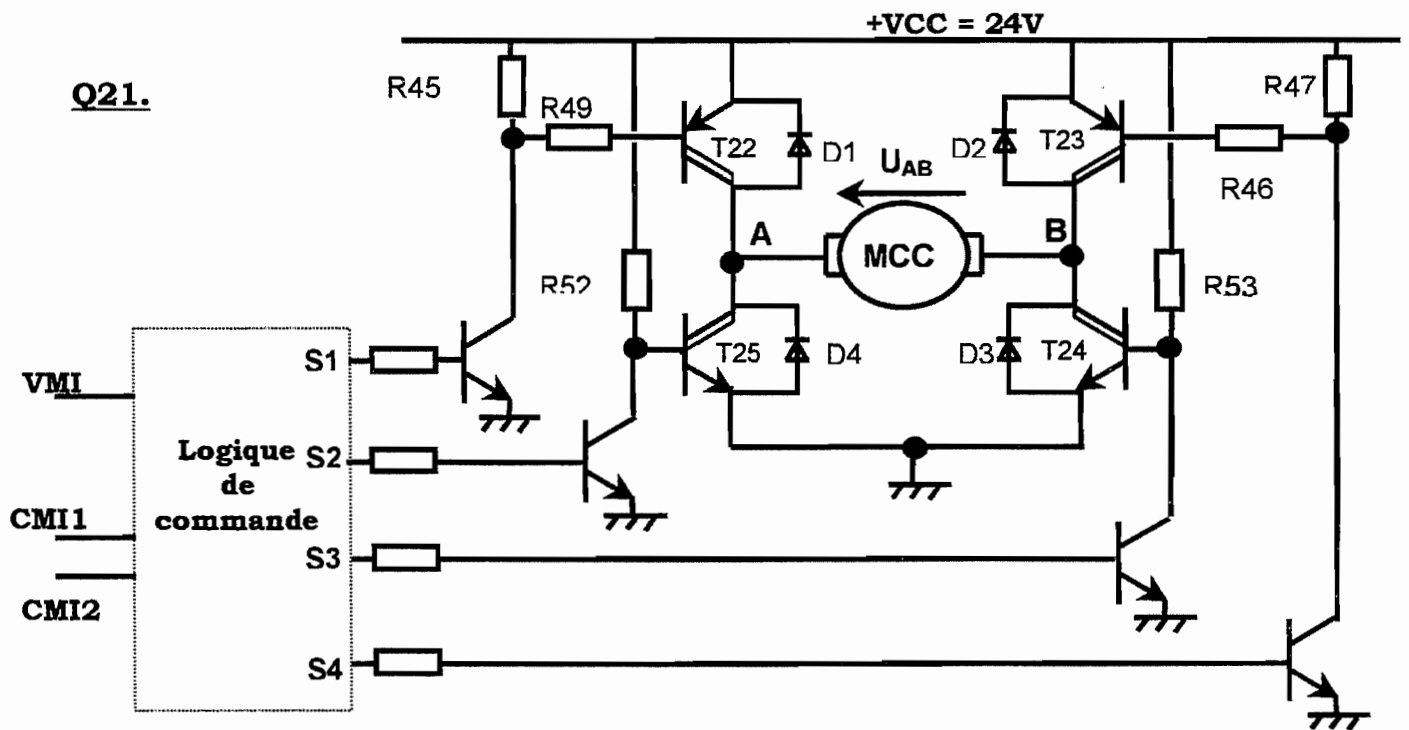 +VCC = 24V
Q21.
R45
R49
R47
T22
D1
D2
T23
R46
UAB
A
MCC
B
R52
R53
T25
D4
D3
T24
VMI
S1
Logique
de
commande
S2
CMI1
S3
CMI2
S4